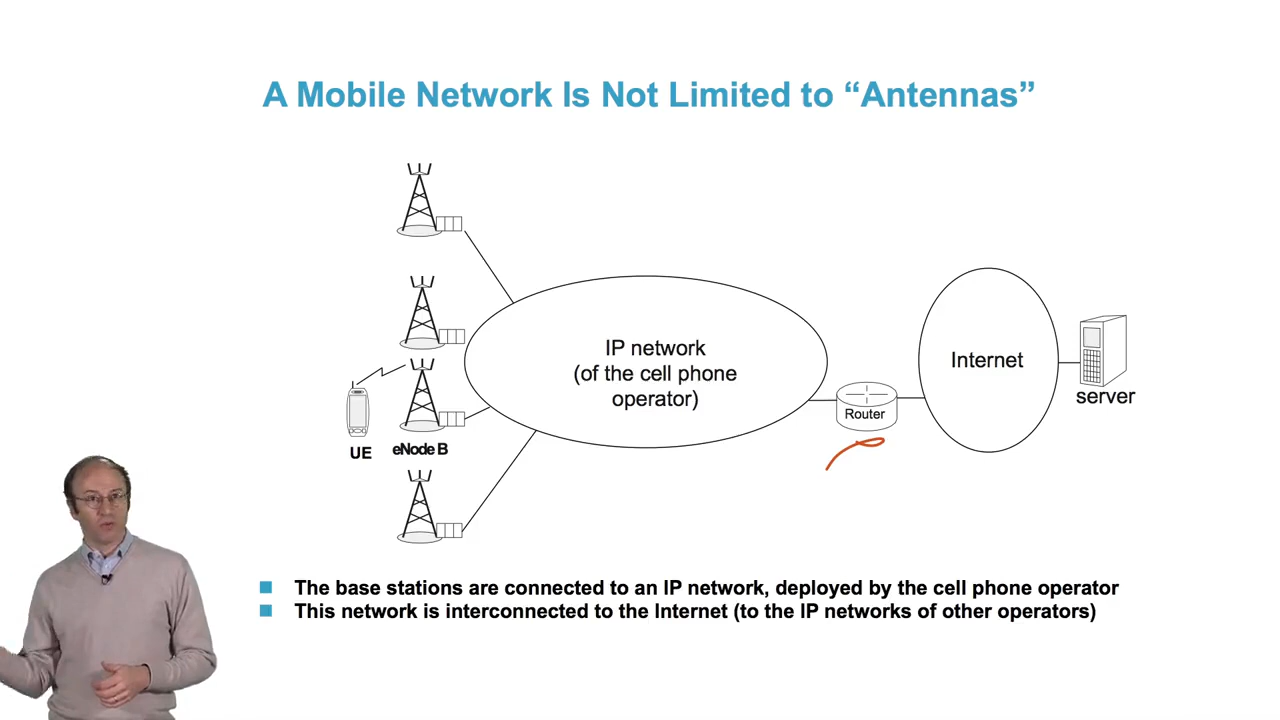 A Mobile Network Is Not Limited to “Antennas”
IP network
(of the cell phone
operator)
Internet
Router
server
UE
eNode B
The base stations are connected to an IP network, deployed by the cell phone operator
This network is interconnected to the Internet (to the IP networks of other operators)